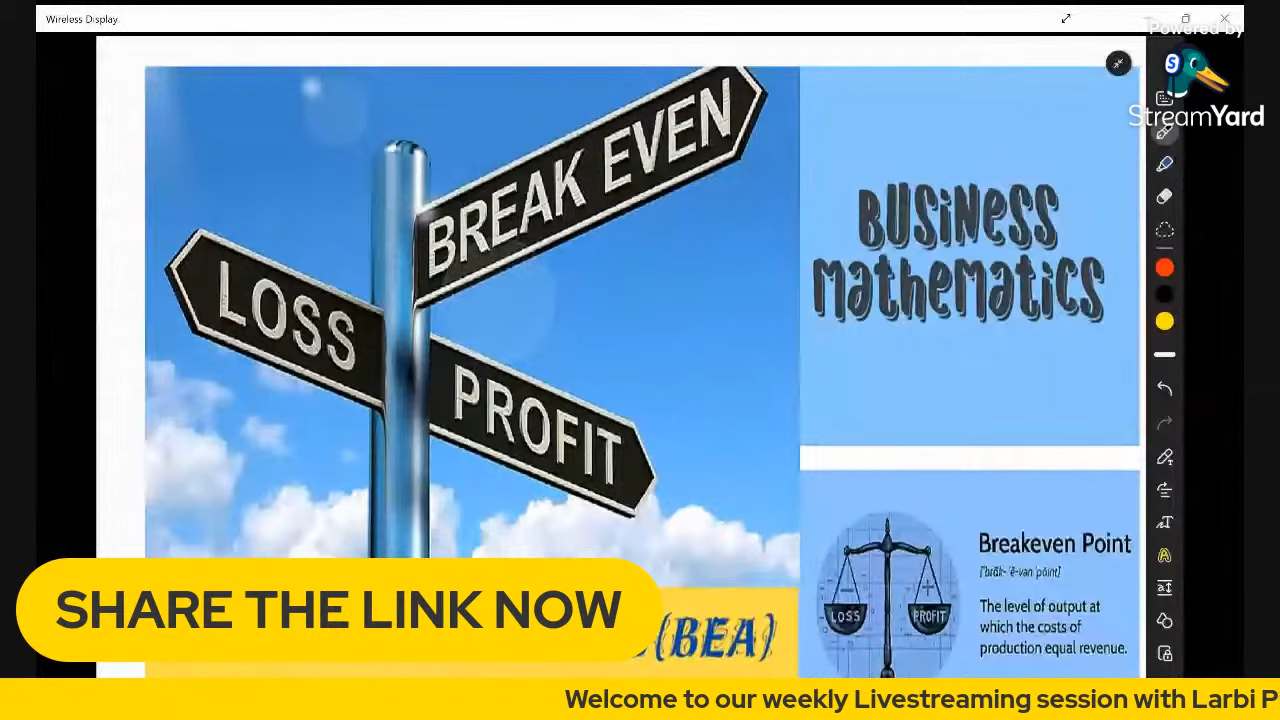 Wireless Display
Powered by
StreamYard
BREAK EVEN
LOSS
PROFIT
BUSINESS
MATHEMATICS
Breakeven Point
[ˈbrāk-ˈē-vən ˈpȯint]
The level of output at
which the costs of
production equal revenue.
LOSS
PROFIT
(BEA)
SHARE THE LINK NOW
Welcome to our weekly Livestreaming session with Larbi P